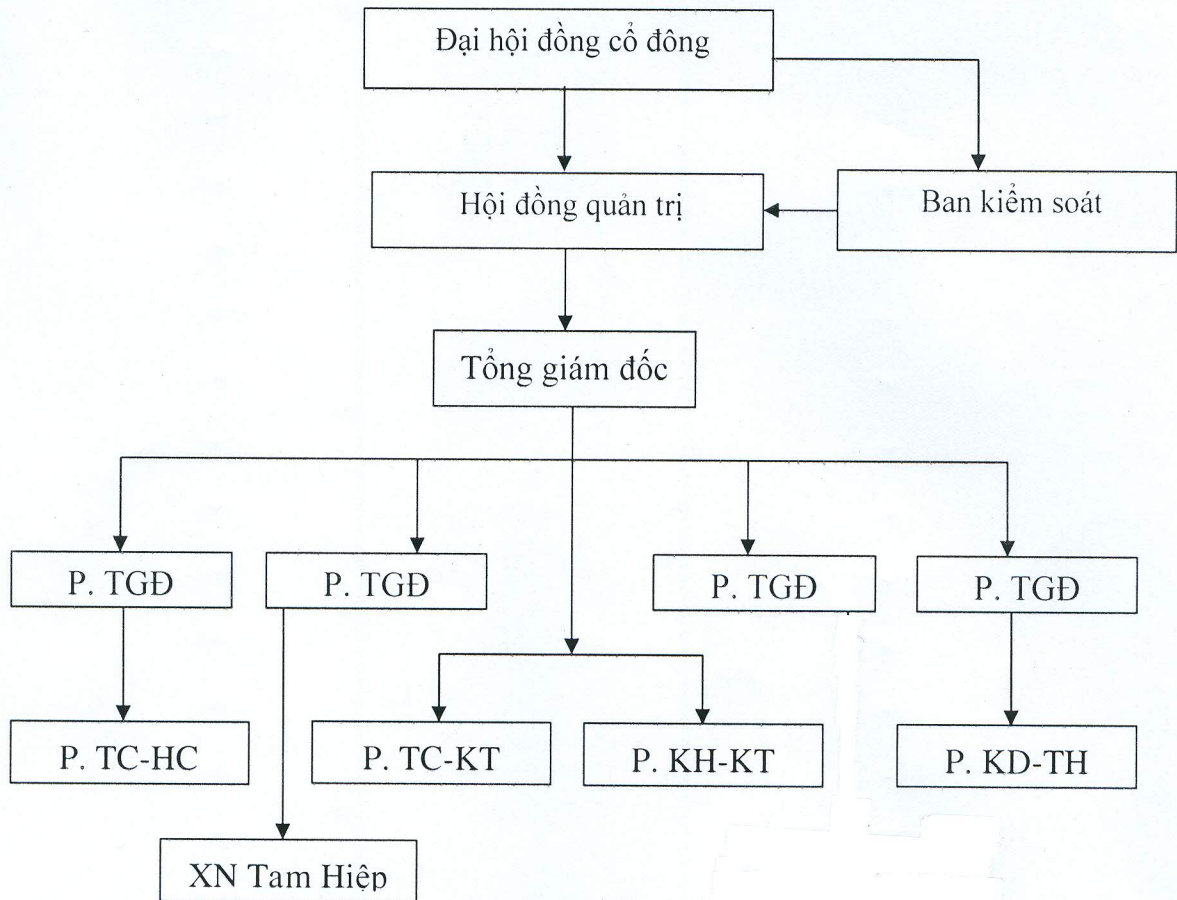 Đại hội đồng cổ đông
Hội đồng quản trị
Ban kiểm soát
Tổng giám đốc
P. TGĐ
P. TGĐ
P. TGĐ
P. TGĐ
P. TC-HC
P. TC-KT
P. KH-KT
P. KD-TH
XN Tam Hiệp